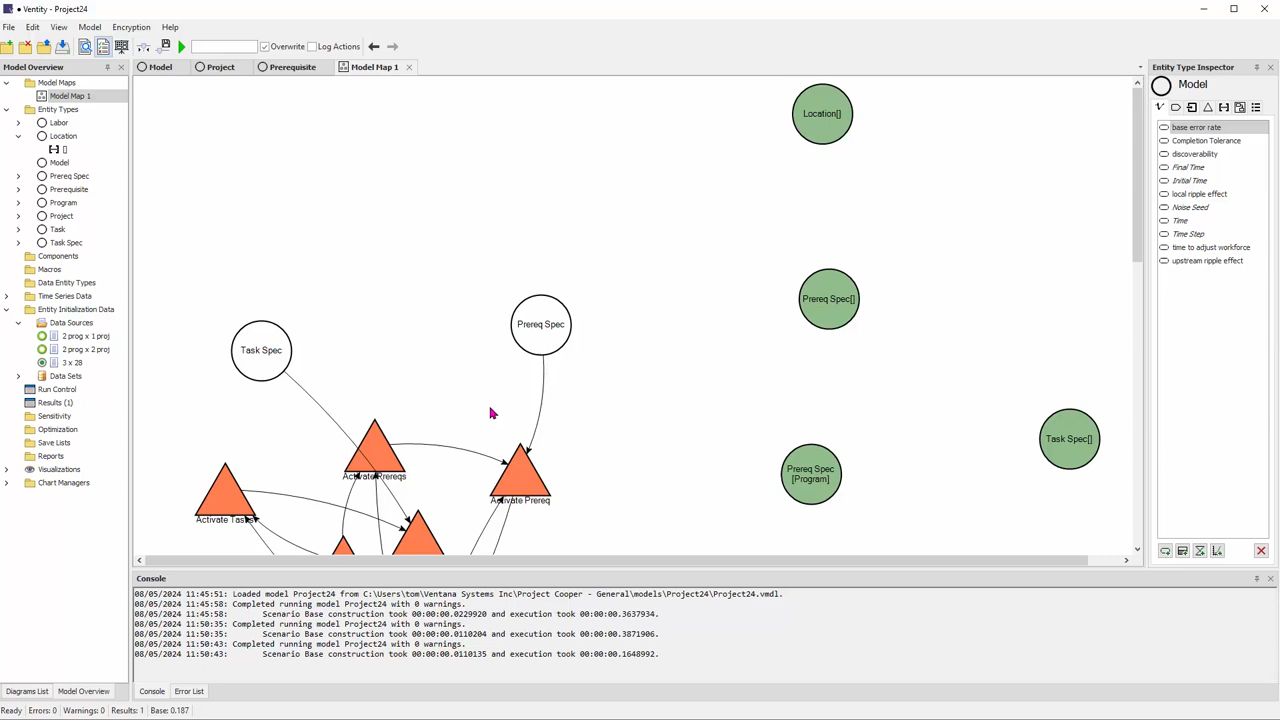 Ventity - Project24
File Edit View Model Encryption Help
Overwrite Log Actions
Model Overview
Model Project Prerequisite Model Map 1
Entity Type Inspector
Model Maps
Model Map 1
Entity Types
Labor
Location
[]
Model
Prereq Spec
Prerequisite
Program
Project
Task
Task Spec
Components
Macros
Data Entity Types
Time Series Data
Entity Initialization Data
Data Sources
2 prog x 1 proj
2 prog x 2 proj
3 x 28
Data Sets
Run Control
Results (1)
Sensitivity
Optimization
Save Lists
Reports
Visualizations
Chart Managers
Diagrams List Model Overview
Location[]
Prereq Spec[]
Prereq Spec
Task Spec
Task Spec[]
Prereq Spec
[Program]
Activate Prereqs
Activate Prereq
Activate Tasks
Model
base error rate
Completion Tolerance
discoverability
Final Time
Initial Time
local ripple effect
Noise Seed
Time
Time Step
time to adjust workforce
upstream ripple effect
Console
08/05/2024 11:45:51: Loaded model Project24 from C:\Users\tom\Ventana Systems Inc\Project Cooper - General\models\Project24\Project24.vmdl.
08/05/2024 11:45:58: Completed running model Project24 with 0 warnings.
08/05/2024 11:45:58: Scenario Base construction took 00:00:00.0229920 and execution took 00:00:00.3637934.
08/05/2024 11:50:35: Completed running model Project24 with 0 warnings.
08/05/2024 11:50:35: Scenario Base construction took 00:00:00.0110204 and execution took 00:00:00.3871906.
08/05/2024 11:50:43: Completed running model Project24 with 0 warnings.
08/05/2024 11:50:43: Scenario Base construction took 00:00:00.0110135 and execution took 00:00:00.1648992.
Console Error List
Ready Errors: 0 Warnings: 0 Results: 1 Base: 0.187